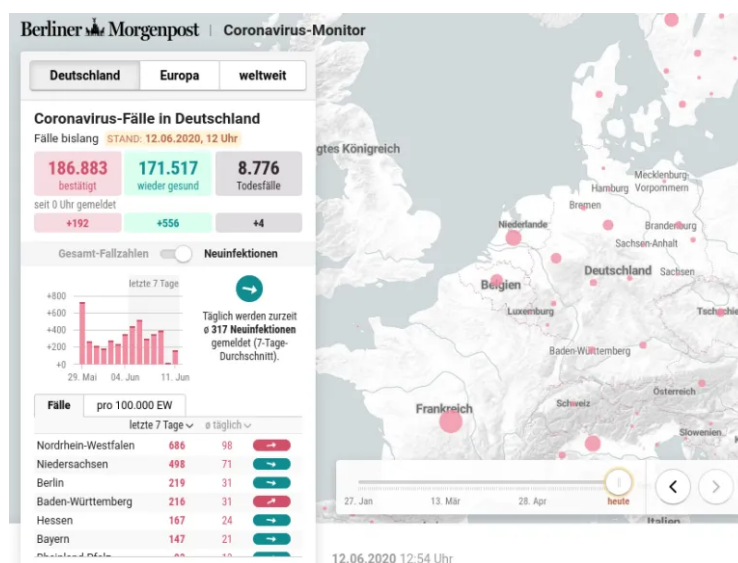 Berliner Morgenpost | Coronavirus-Monitor
Deutschland Europa weltweit
Coronavirus-Fälle in Deutschland
Fälle bislang STAND: 12.06.2020, 12 Uhr
186.883 171.517 8.776
bestätigt wieder gesund Todesfälle
seit 0 Uhr gemeldet
+192 +556 +4
Gesamt-Fallzahlen Neuinfektionen
letzte 7 Tage
+800
+600
+400
+200
+0
29. Mai 04. Jun 11. Jun
Täglich werden zurzeit
ø 317 Neuinfektionen
gemeldet (7-Tage-
Durchschnitt).
Fälle pro 100.000 EW
letzte 7 Tage ø täglich
Nordrhein-Westfalen 686 98
Niedersachsen 498 71
Berlin 219 31
Baden-Württemberg 216 31
Hessen 167 24
Bayern 147 21
gtes Königreich
Mecklenburg-
Hamburg Vorpommern
Bremen
Niederlande
Brandenburg
Sachsen-Anhalt
Deutschland Sachsen
Belgien
Luxemburg
Tschechie
Baden-Württemberg
Österreich
Frankreich
Schweiz
Slowenien
27. Jan 13. Mär 28. Apr heute
Italien
12.06.2020 12:54 Uhr